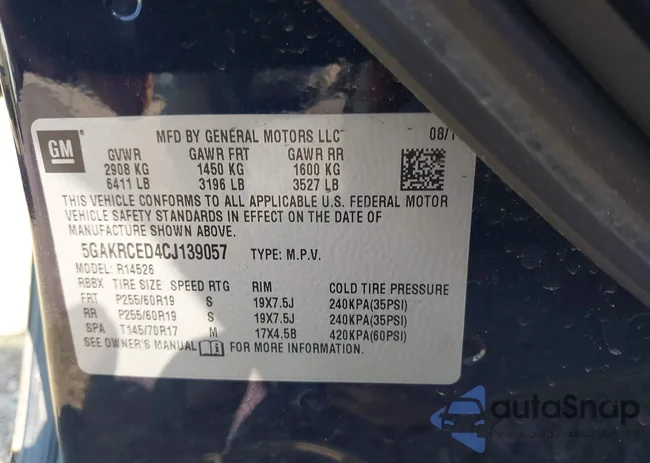 GM
MFD BY GENERAL MOTORS LLC 08/1
GVWR GAWR FRT GAWR RR
2908 KG 1450 KG 1600 KG
6411 LB 3196 LB 3527 LB
THIS VEHICLE CONFORMS TO ALL APPLICABLE U.S. FEDERAL MOTOR
VEHICLE SAFETY STANDARDS IN EFFECT ON THE DATE OF
MANUFACTURE SHOWN ABOVE.
5GAKRCED4CJ139057 TYPE: M.P.V.
MODEL: R14526
RBBX TIRE SIZE SPEED RTG RIM COLD TIRE PRESSURE
FRT P255/60R19 S 19X7.5J 240KPA(35PSI)
RR P255/60R19 S 19X7.5J 240KPA(35PSI)
SPA T145/70R17 M 17X4.5B 420KPA(60PSI)
SEE OWNER'S MANUAL FOR MORE INFORMATION.
autoSnap